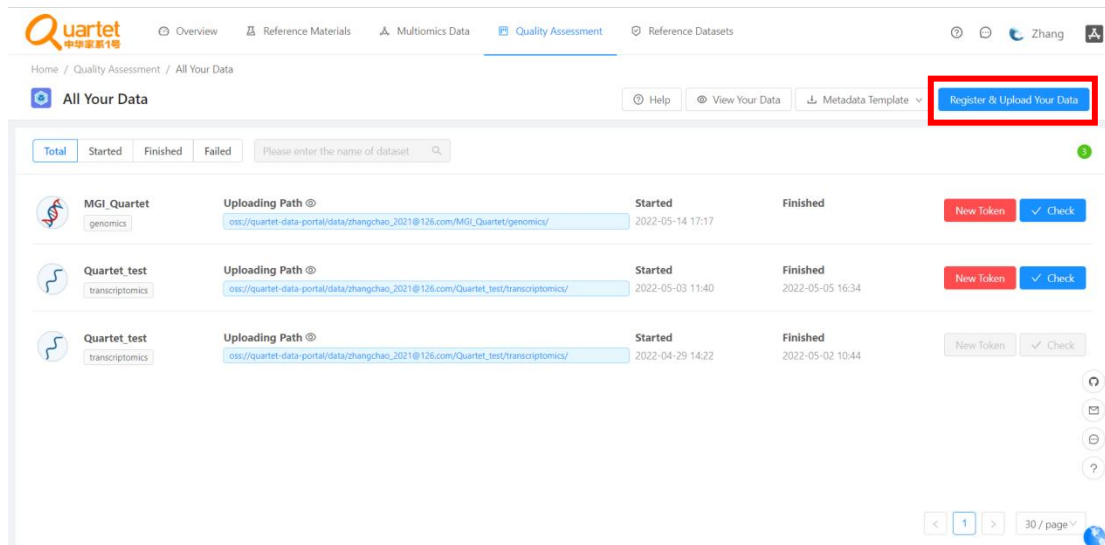 Quartet
中华家系1号
Overview
Reference Materials
Multiomics Data
Quality Assessment
Reference Datasets
Zhang
Home / Quality Assessment / All Your Data
All Your Data
Help
View Your Data
Metadata Template
Register & Upload Your Data
Total
Started
Finished
Failed
Please enter the name of dataset
3
MGI_Quartet
genomics
Uploading Path
oss://quartet-data-portal/data/zhangchao_2021@126.com/MGI_Quartet/genomics/
Started
2022-05-14 17:17
Finished
New Token
Check
Quartet_test
transcriptomics
Uploading Path
oss://quartet-data-portal/data/zhangchao_2021@126.com/Quartet_test/transcriptomics/
Started
2022-05-03 11:40
Finished
2022-05-05 16:34
New Token
Check
Quartet_test
transcriptomics
Uploading Path
oss://quartet-data-portal/data/zhangchao_2021@126.com/Quartet_test/transcriptomics/
Started
2022-04-29 14:22
Finished
2022-05-02 10:44
New Token
Check
< 1 >
30 / page